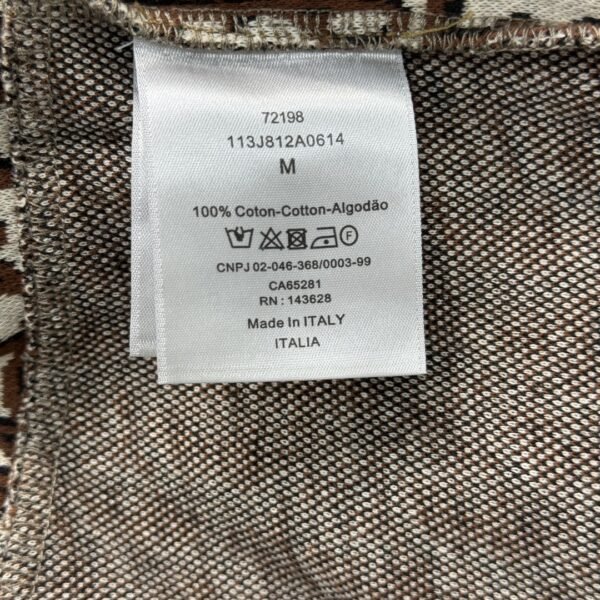 72198
113J812A0614
M
100% Coton-Cotton-Algodão
F
CNPJ 02-046-368/0003-99
CA65281
RN : 143628
Made In ITALY
ITALIA